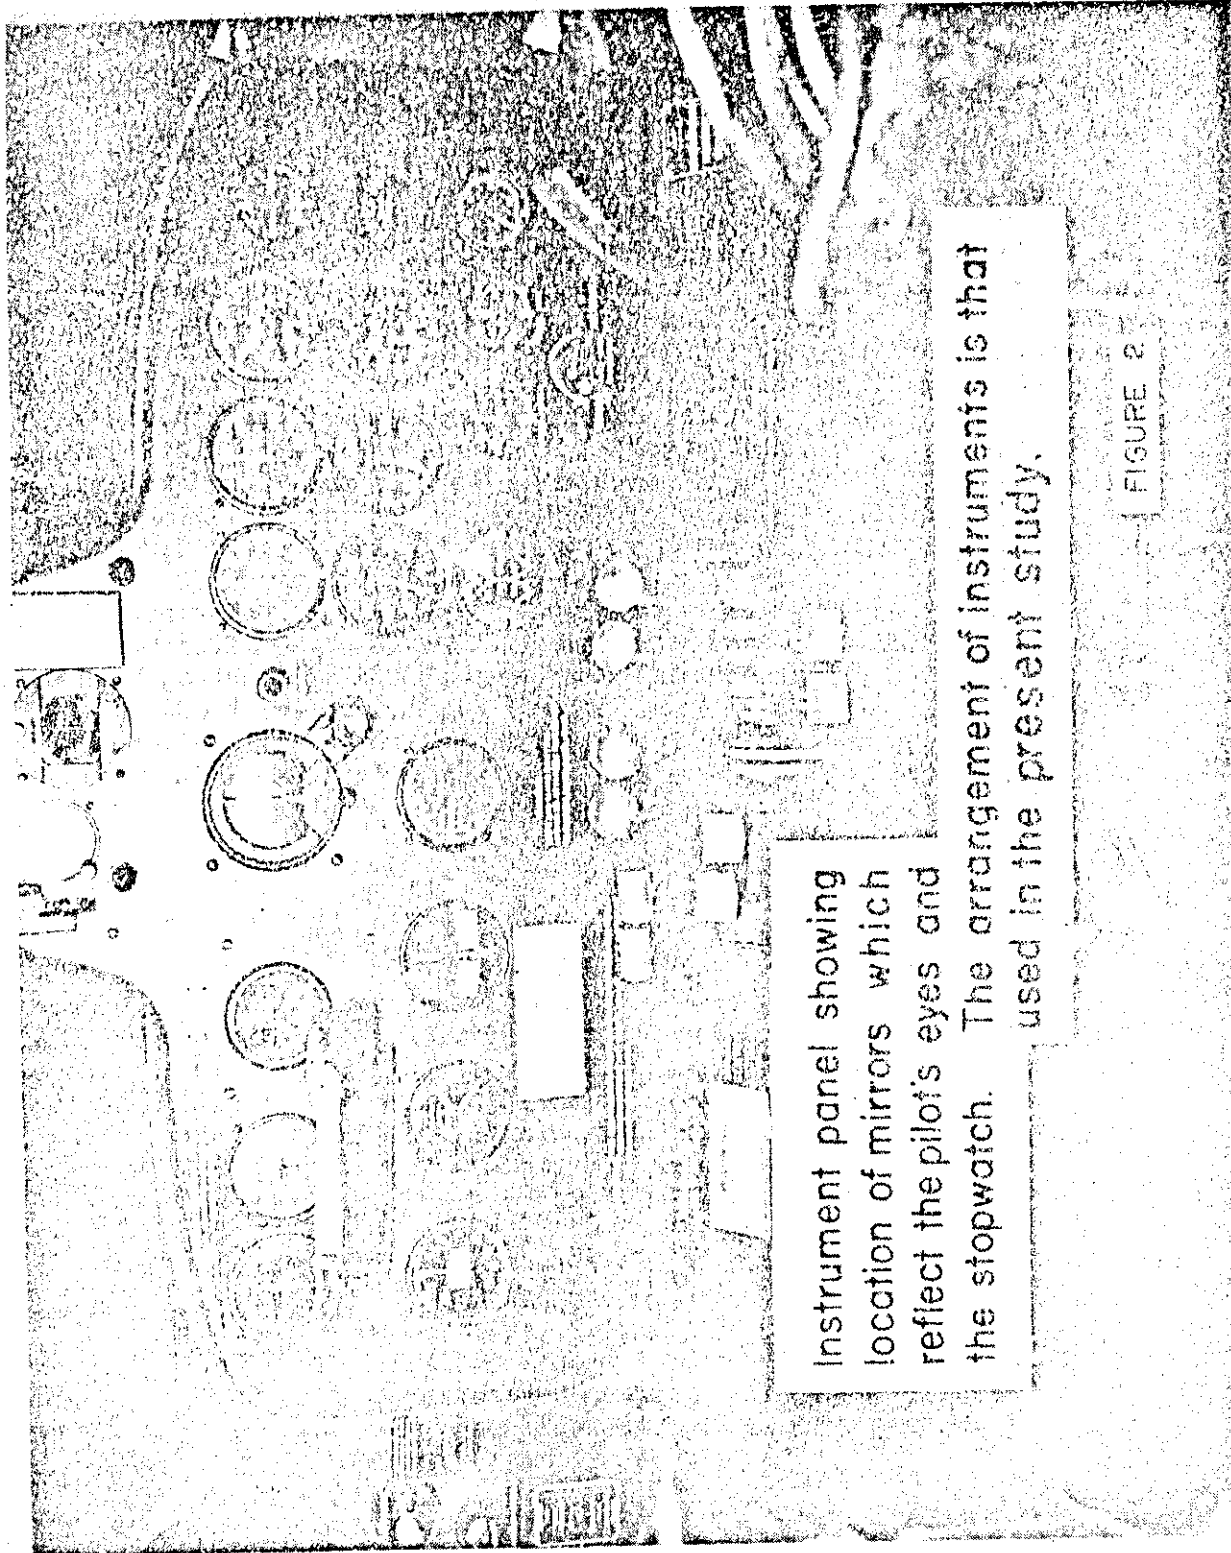 Instrument panel showing
location of mirrors which
reflect the pilot's eyes and
the stopwatch. The arrangement of instruments is that
used in the present study.
FIGURE 2